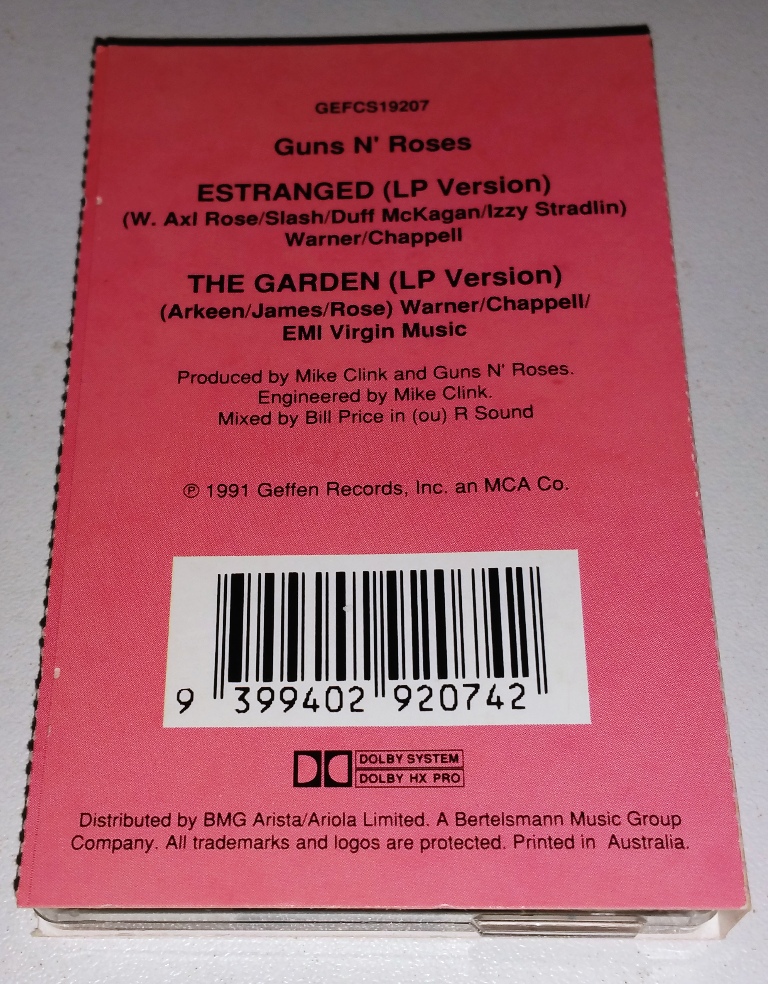 GEFCS19207
Guns N' Roses
ESTRANGED (LP Version)
(W. Axl Rose/Slash/Duff McKagan/Izzy Stradlin)
Warner/Chappell
THE GARDEN (LP Version)
(Arkeen/James/Rose) Warner/Chappell/
EMI Virgin Music
Produced by Mike Clink and Guns N' Roses.
Engineered by Mike Clink.
Mixed by Bill Price in (ou) R Sound
℗ 1991 Geffen Records, Inc. an MCA Co.
9 399402 920742
DOLBY SYSTEM
DOLBY HX PRO
Distributed by BMG Arista/Ariola Limited. A Bertelsmann Music Group
Company. All trademarks and logos are protected. Printed in Australia.